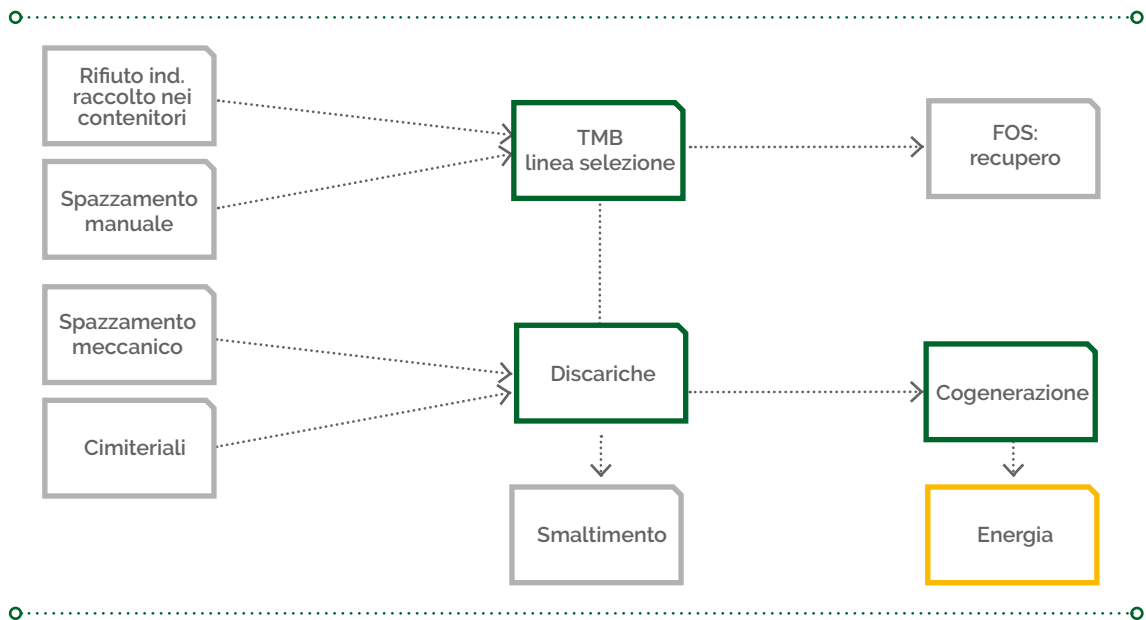 Rifiuto ind.
raccolto nei
contenitori
TMB
linea selezione
FOS:
recupero
Spazzamento
manuale
Spazzamento
meccanico
Discariche
Cogenerazione
Cimiteriali
Smaltimento
Energia